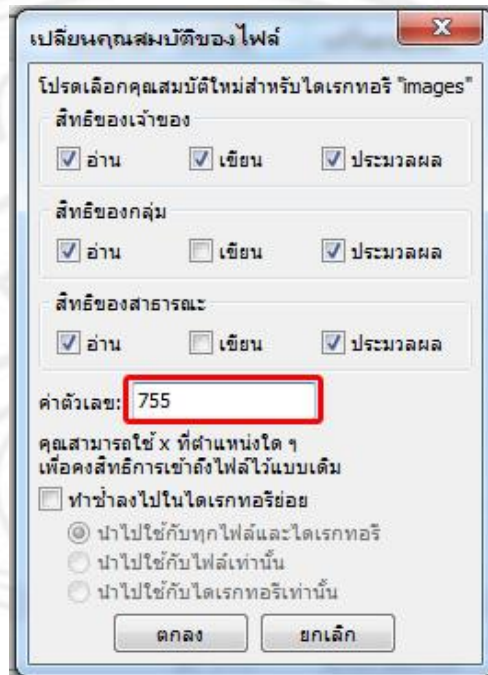 เปลี่ยนคุณสมบัติของไฟล์
โปรดเลือกคุณสมบัติใหม่สำหรับไดเรกทอรี "images"
สิทธิของเจ้าของ
อ่าน เขียน ประมวลผล
สิทธิของกลุ่ม
อ่าน เขียน ประมวลผล
สิทธิของสาธารณะ
อ่าน เขียน ประมวลผล
ค่าตัวเลข: 755
คุณสามารถใช้ x ที่ตำแหน่งใด ๆ
เพื่อคงสิทธิการเข้าถึงไฟล์ไว้แบบเดิม
ทำซ้ำลงไปในไดเรกทอรีย่อย
นำไปใช้กับทุกไฟล์และไดเรกทอรี
นำไปใช้กับไฟล์เท่านั้น
นำไปใช้กับไดเรกทอรีเท่านั้น
ตกลง ยกเลิก